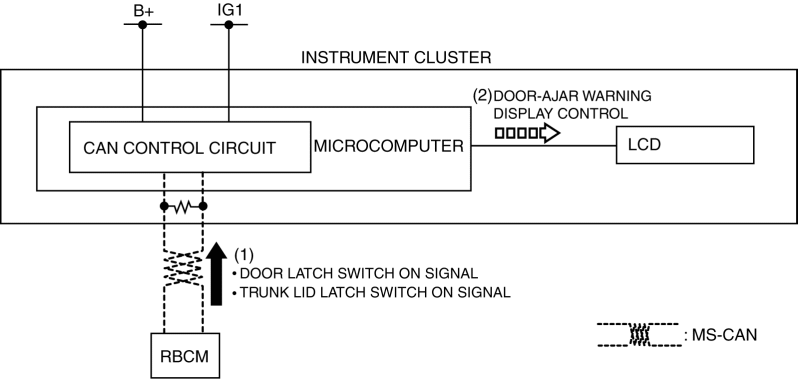 B+
IG1
INSTRUMENT CLUSTER
(2) DOOR-AJAR WARNING
DISPLAY CONTROL
CAN CONTROL CIRCUIT
MICROCOMPUTER
LCD
(1)
• DOOR LATCH SWITCH ON SIGNAL
• TRUNK LID LATCH SWITCH ON SIGNAL
: MS-CAN
RBCM